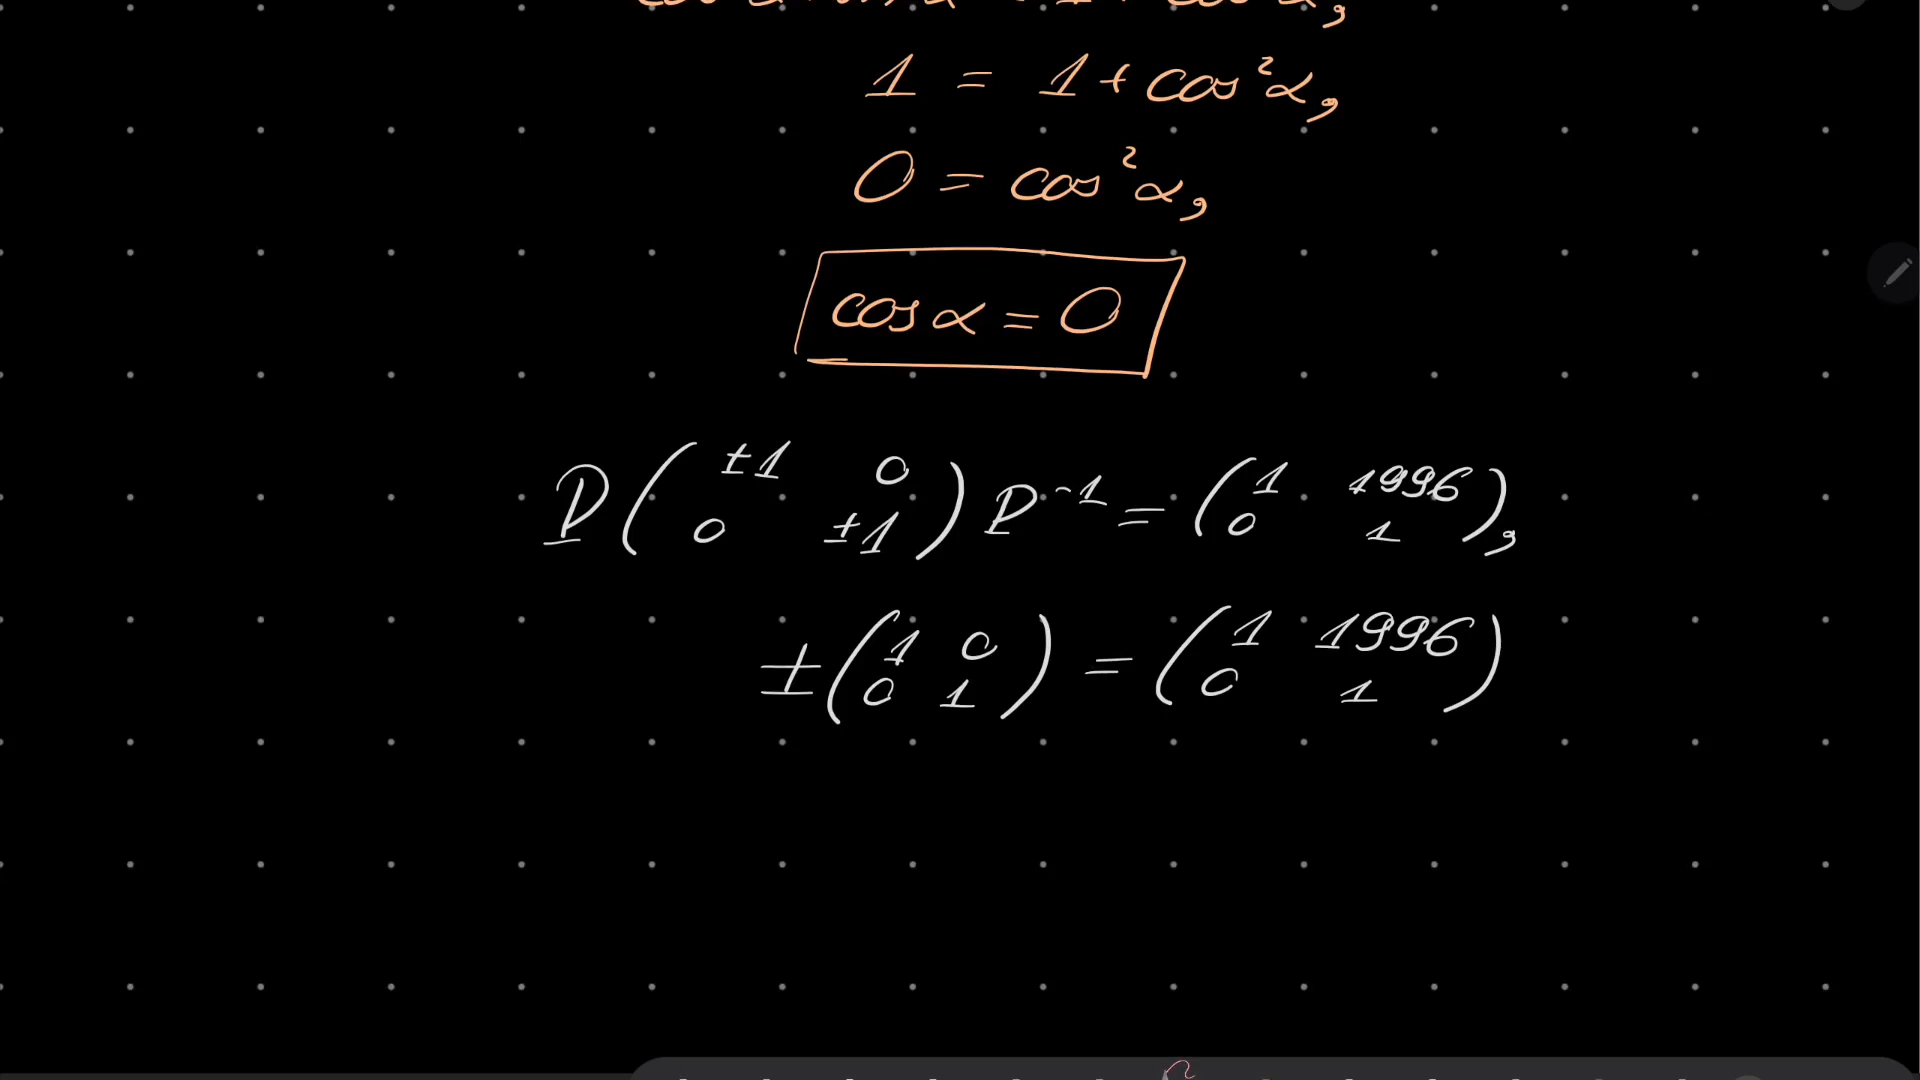 1 = 1 + cos²α,
0 = cos²α,
cos α = 0
P(±1 0
0 ±1)P⁻¹ = (1 1996
0 1),
±(1 0
0 1) = (1 1996
0 1)